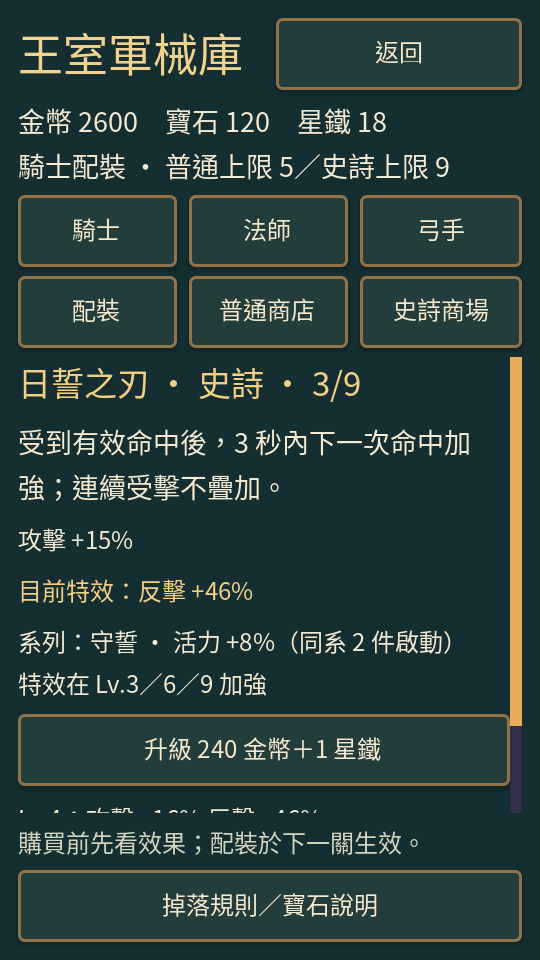 王室軍械庫
返回
金幣 2600 寶石 120 星鐵 18
騎士配裝 · 普通上限 5／史詩上限 9
騎士 法師 弓手
配裝 普通商店 史詩商場
日誓之刃 · 史詩 · 3/9
受到有效命中後，3 秒內下一次命中加
強；連續受擊不疊加。
攻擊 +15%
目前特效：反擊 +46%
系列：守誓 · 活力 +8%（同系 2 件啟動）
特效在 Lv.3／6／9 加強
升級 240 金幣＋1 星鐵
購買前先看效果；配裝於下一關生效。
掉落規則／寶石說明